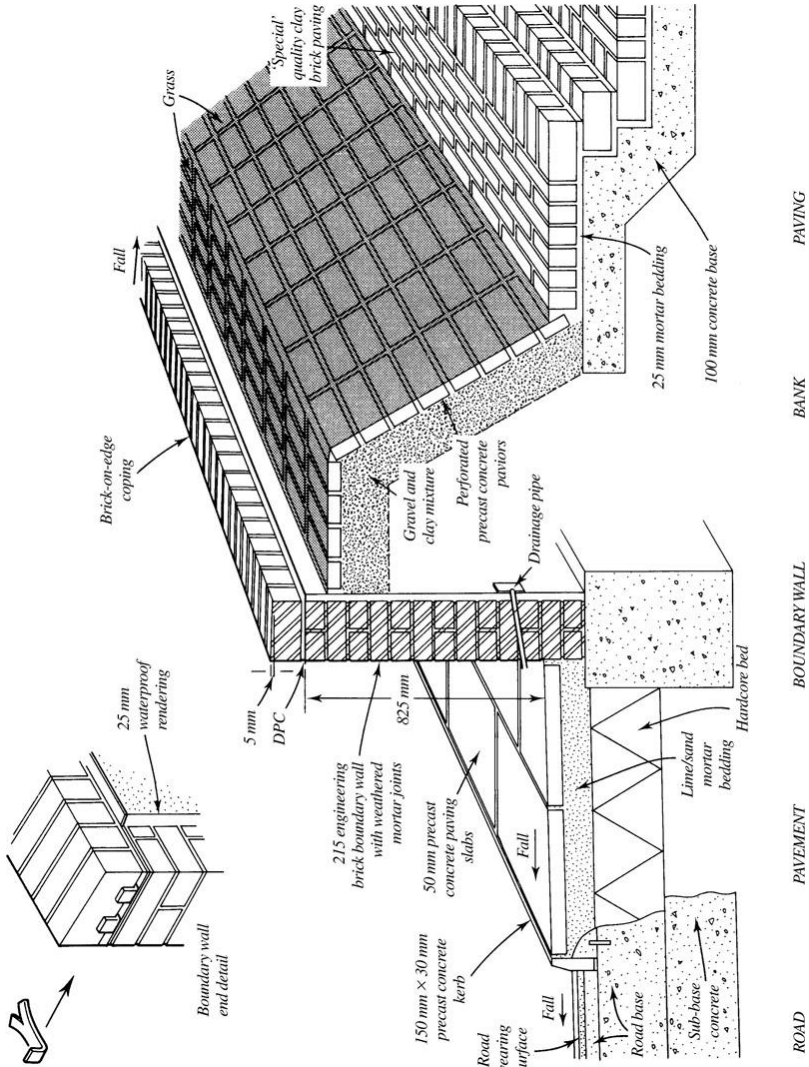 Boundary wall
end detail
25 mm
waterproof
rendering
Brick-on-edge
coping
Fall
Grass
'Special'
quality clay
brick paving
5 mm
DPC
825 mm
215 engineering
brick boundary wall
with weathered
mortar joints
50 mm precast
concrete paving
slabs
Fall
150 mm × 30 mm
precast concrete
kerb
Fall
Road
earing
urface
Road base
Sub-base
concrete
Lime/sand
mortar
bedding
Hardcore bed
Drainage pipe
Gravel and
clay mixture
Perforated
precast concrete
paviors
25 mm mortar bedding
100 mm concrete base
ROAD
PAVEMENT
BOUNDARY WALL
BANK
PAVING